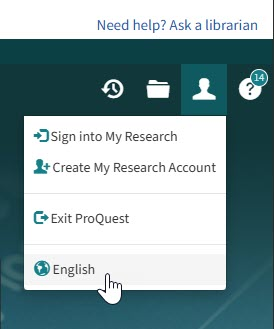 Need help? Ask a librarian
14
Sign into My Research
Create My Research Account
Exit ProQuest
English